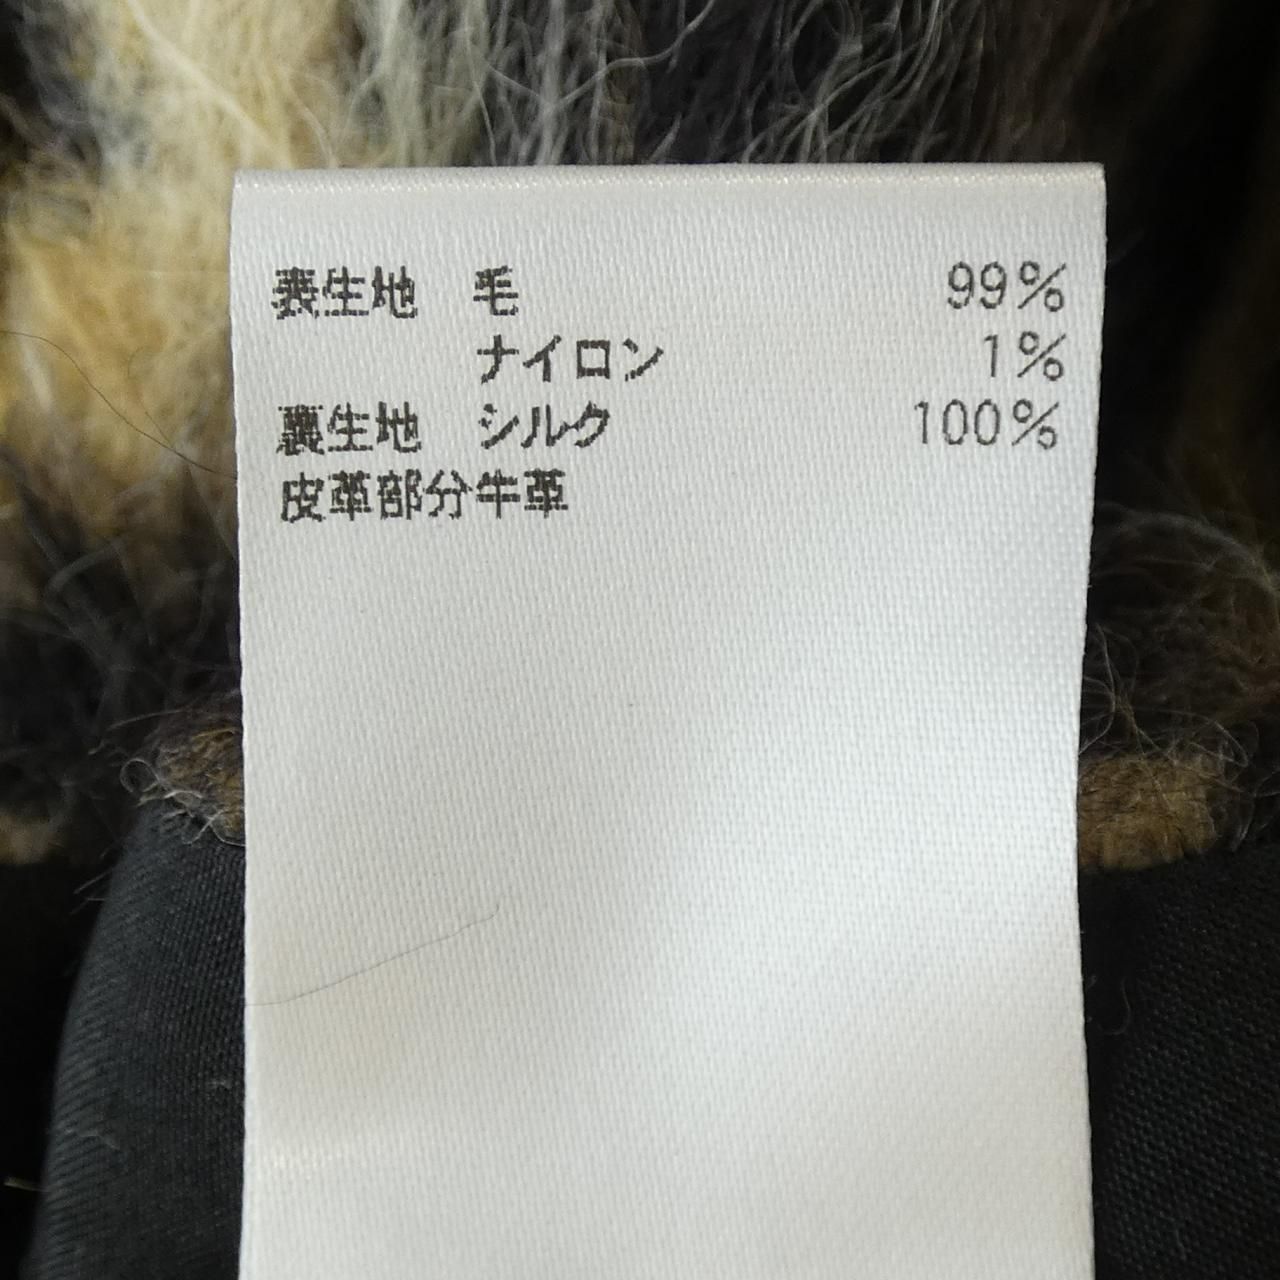 表生地 毛 99%
ナイロン 1%
裏生地 シルク 100%
皮革部分牛革